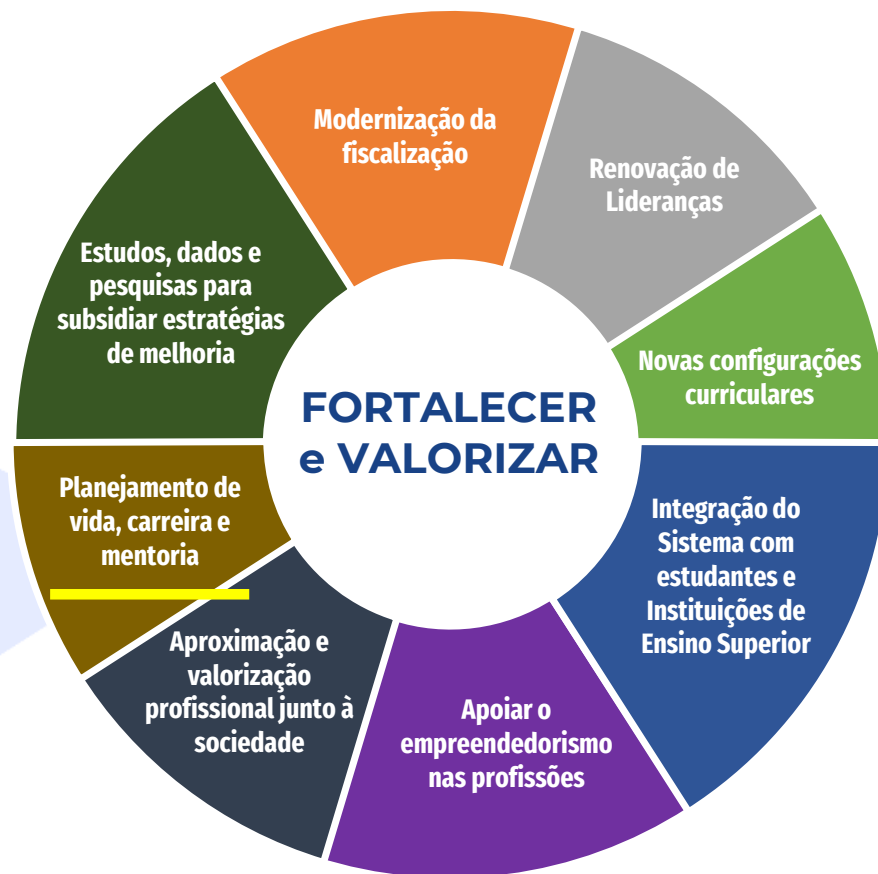 Modernização da
fiscalização
Renovação de
Lideranças
Novas configurações
curriculares
Integração do
Sistema com
estudantes e
Instituições de
Ensino Superior
Apoiar o
empreendedorismo
nas profissões
Aproximação e
valorização
profissional junto à
sociedade
Planejamento de
vida, carreira e
mentoria
Estudos, dados e
pesquisas para
subsidiar estratégias
de melhoria
FORTALECER
e VALORIZAR